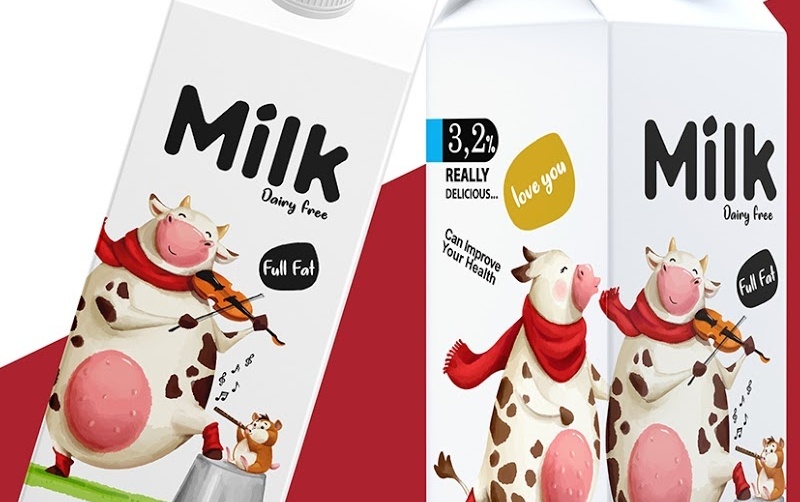 Milk
Dairy free
Full Fat
3,2%
REALLY
DELICIOUS...
love you
Can Improve
Your Health
Milk
Dairy free
Full Fat